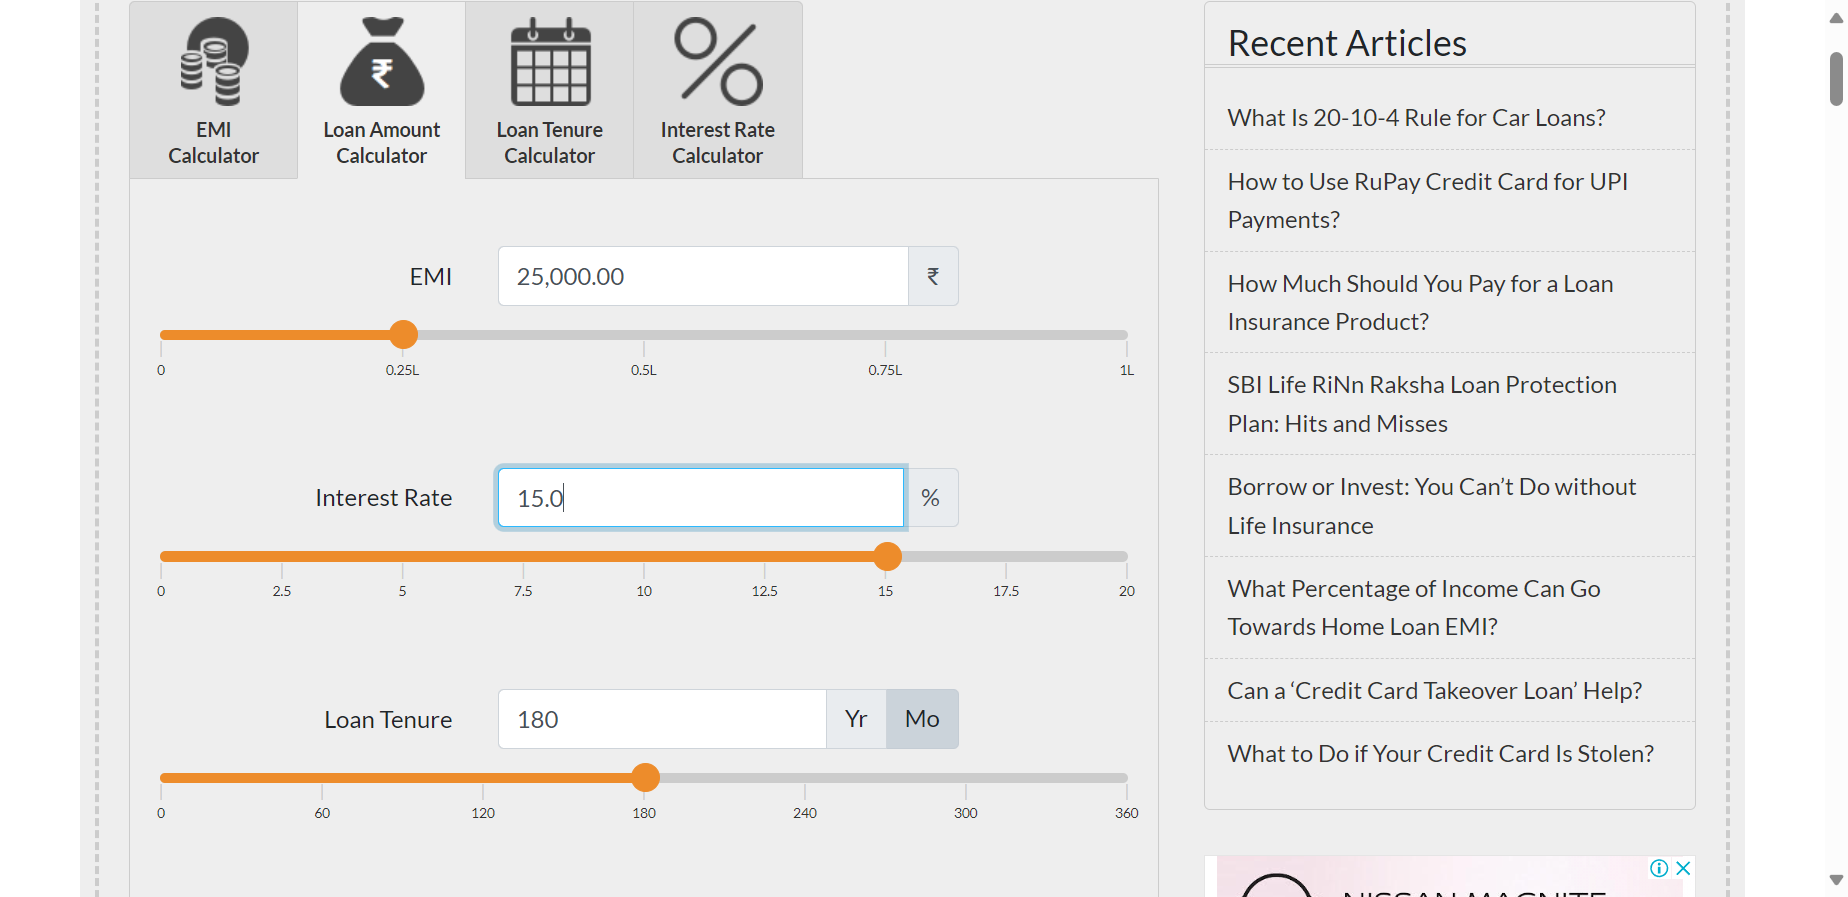 EMI
Calculator
₹
Loan Amount
Calculator
Loan Tenure
Calculator
Interest Rate
Calculator
EMI
25,000.00
₹
0
0.25L
0.5L
0.75L
1L
Interest Rate
15.0
%
0
2.5
5
7.5
10
12.5
15
17.5
20
Loan Tenure
180
Yr
Mo
0
60
120
180
240
300
360
Recent Articles
What Is 20-10-4 Rule for Car Loans?
How to Use RuPay Credit Card for UPI
Payments?
How Much Should You Pay for a Loan
Insurance Product?
SBI Life RiNn Raksha Loan Protection
Plan: Hits and Misses
Borrow or Invest: You Can’t Do without
Life Insurance
What Percentage of Income Can Go
Towards Home Loan EMI?
Can a ‘Credit Card Takeover Loan’ Help?
What to Do if Your Credit Card Is Stolen?
NISSAN MAGNITE